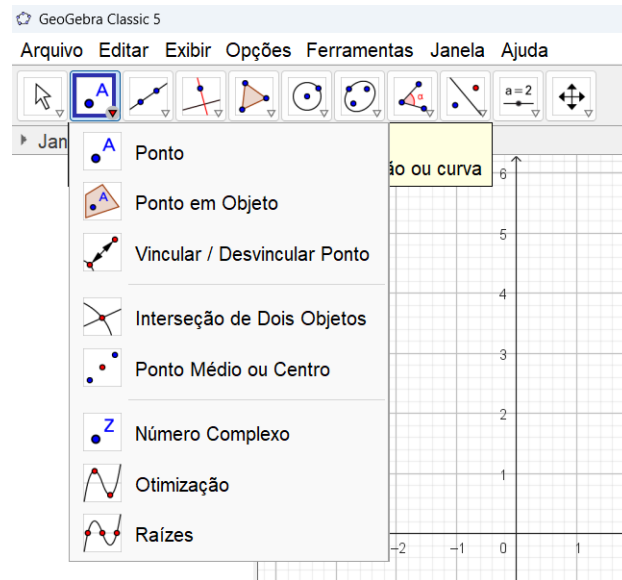 GeoGebra Classic 5
Arquivo Editar Exibir Opções Ferramentas Janela Ajuda
A
α
a=2
Jan
ão ou curva
A Ponto
A Ponto em Objeto
Vincular / Desvincular Ponto
Interseção de Dois Objetos
Ponto Médio ou Centro
Z Número Complexo
Otimização
Raízes
6
5
4
3
2
1
-2 -1 0 1